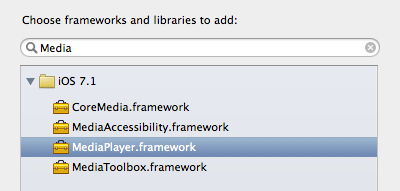 Choose frameworks and libraries to add:
Media
iOS 7.1
CoreMedia.framework
MediaAccessibility.framework
MediaPlayer.framework
MediaToolbox.framework